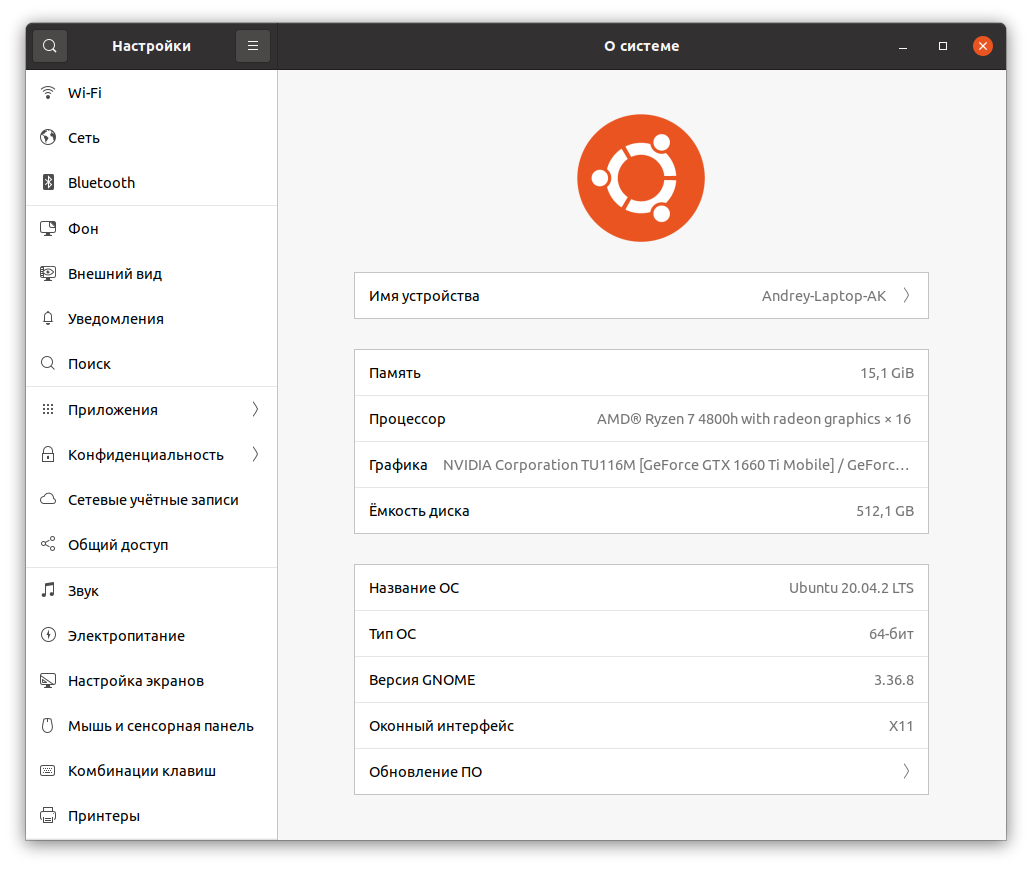 Настройки
О системе
Wi-Fi
Сеть
Bluetooth
Фон
Внешний вид
Уведомления
Поиск
Приложения
Конфиденциальность
Сетевые учётные записи
Общий доступ
Звук
Электропитание
Настройка экранов
Мышь и сенсорная панель
Комбинации клавиш
Принтеры
Имя устройства Andrey-Laptop-AK
Память 15,1 GiB
Процессор AMD® Ryzen 7 4800h with radeon graphics × 16
Графика NVIDIA Corporation TU116M [GeForce GTX 1660 Ti Mobile] / GeForc…
Ёмкость диска 512,1 GB
Название ОС Ubuntu 20.04.2 LTS
Тип ОС 64-бит
Версия GNOME 3.36.8
Оконный интерфейс X11
Обновление ПО